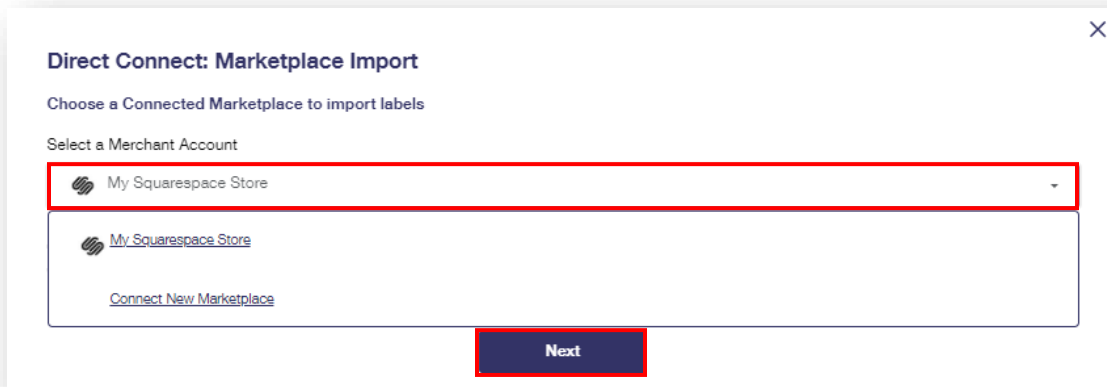 Direct Connect: Marketplace Import
Choose a Connected Marketplace to import labels
Select a Merchant Account
My Squarespace Store
My Squarespace Store
Connect New Marketplace
Next